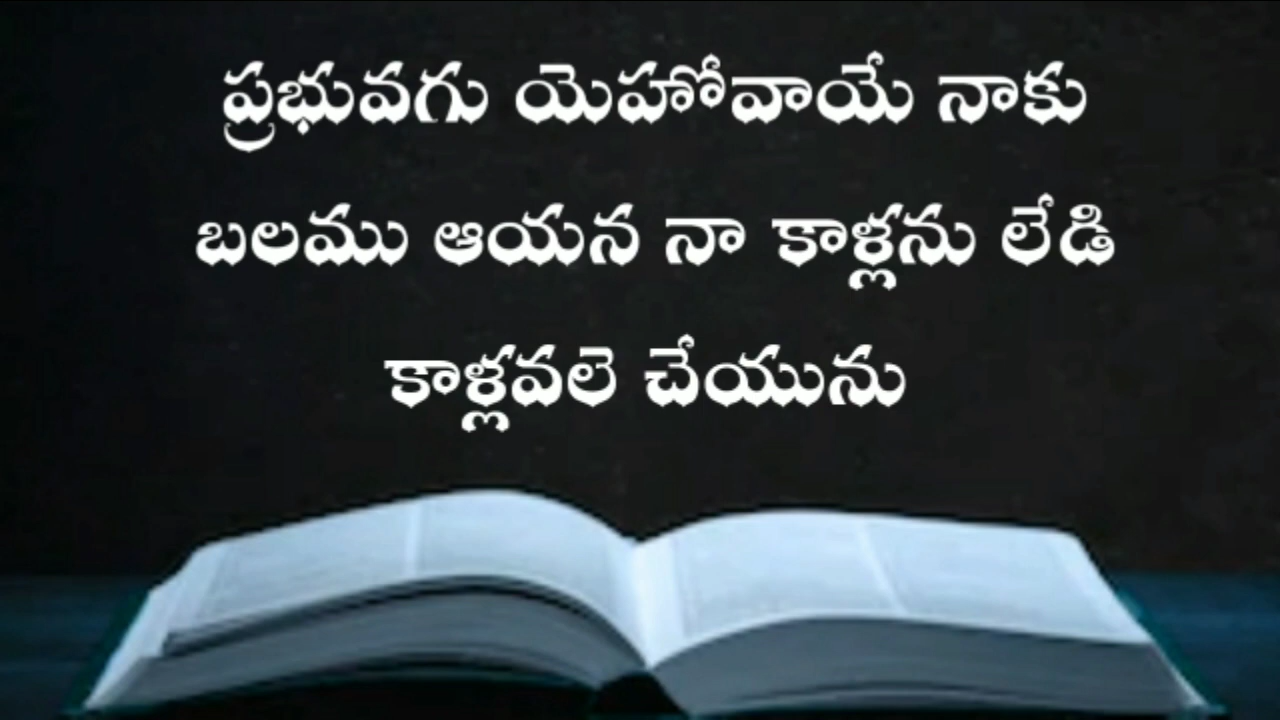 ప్రభువగు యెహోవాయే నాకు
బలము ఆయన నా కాళ్లను లేడి
కాళ్లవలె చేయును